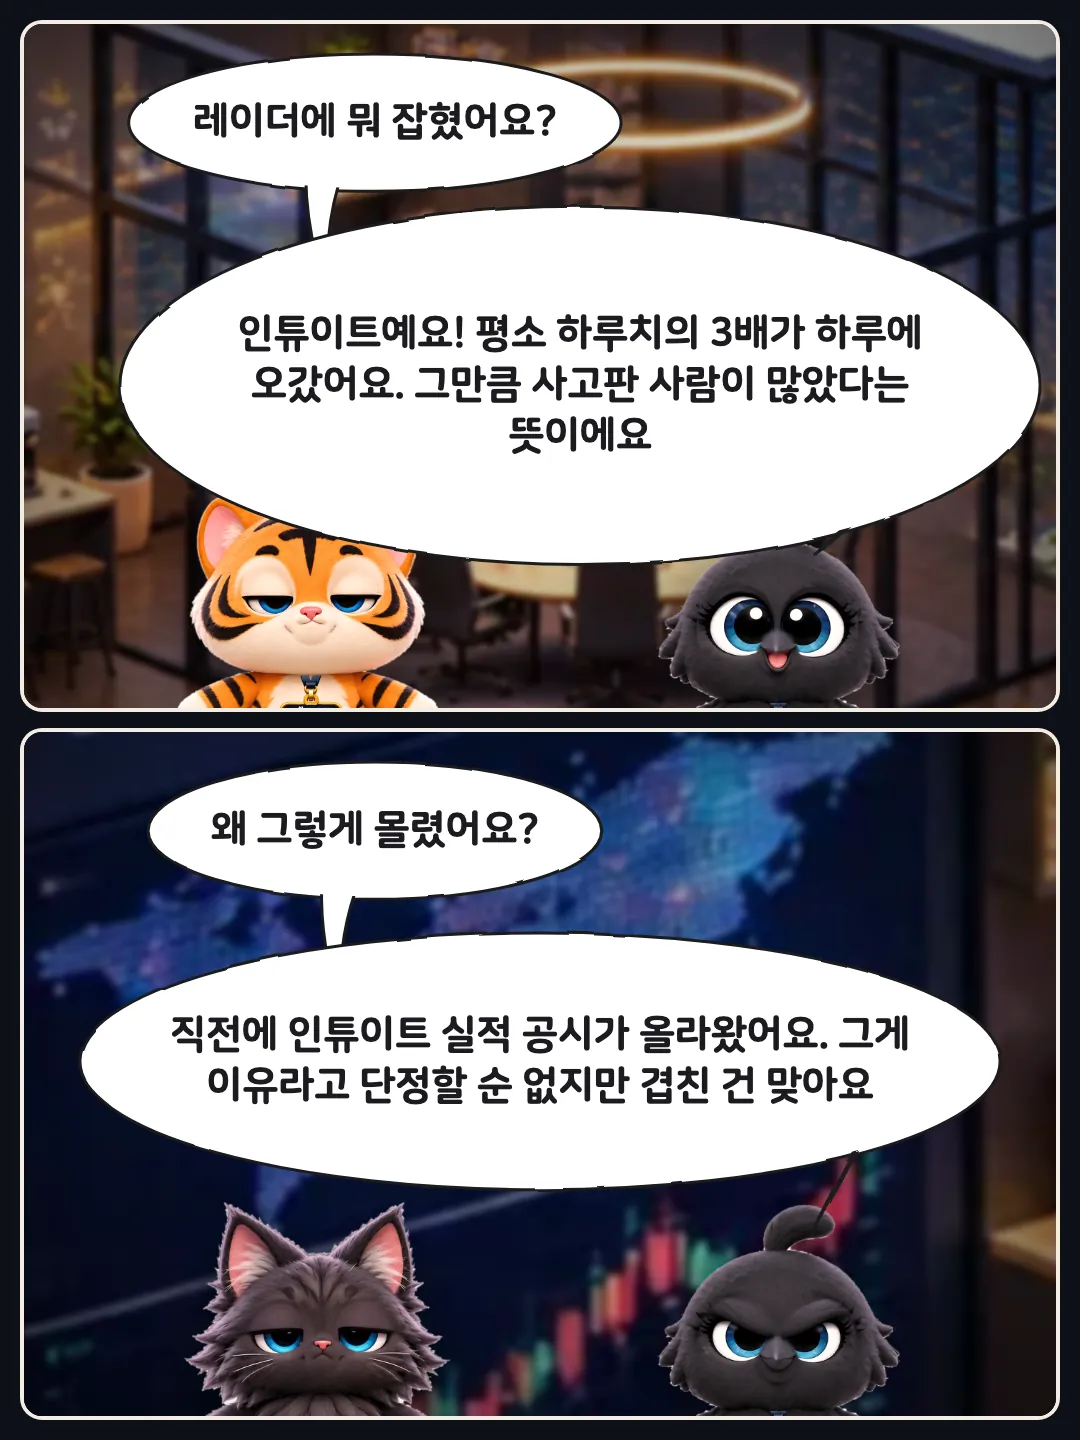 레이더에 뭐 잡혔어요?
인튜이트예요! 평소 하루치의 3배가 하루에
오갔어요. 그만큼 사고판 사람이 많았다는
뜻이에요
왜 그렇게 몰렸어요?
직전에 인튜이트 실적 공시가 올라왔어요. 그게
이유라고 단정할 순 없지만 겹친 건 맞아요